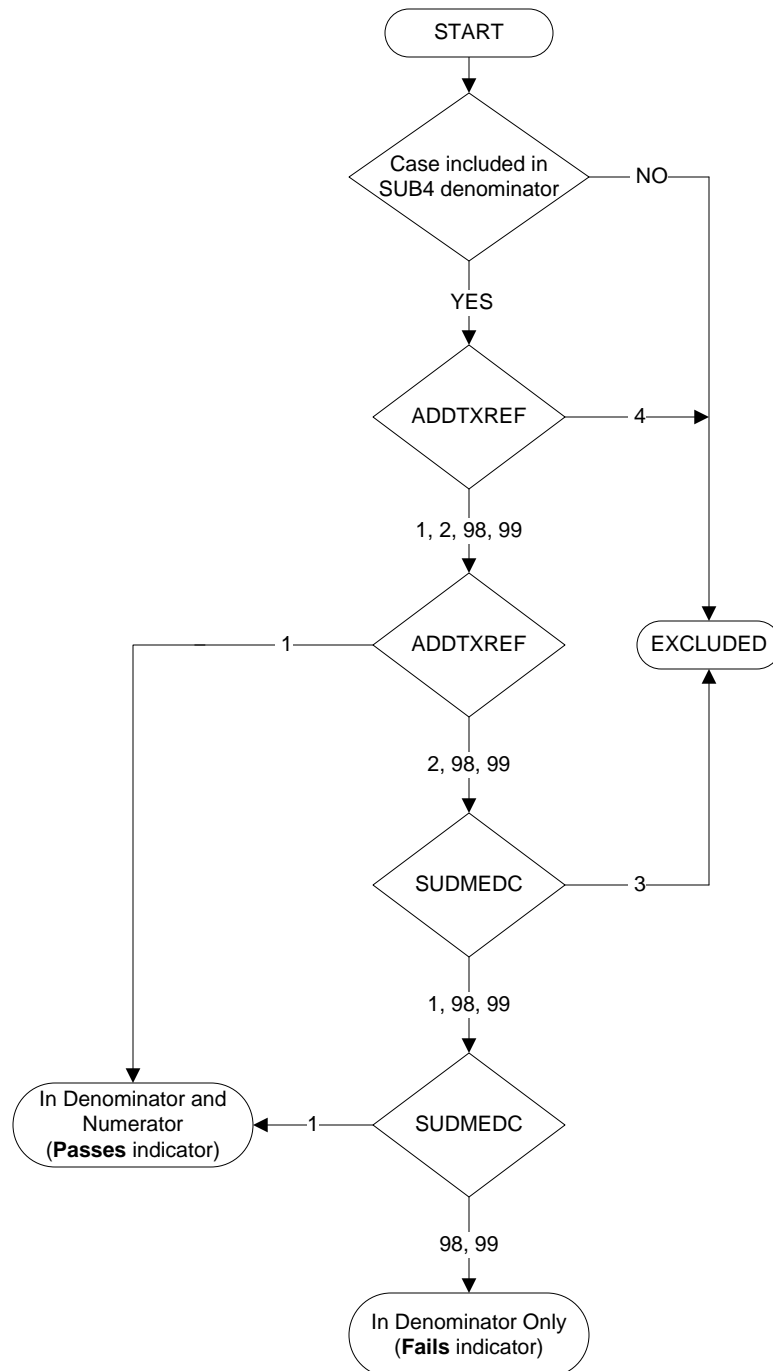 START
Case included in
SUB4 denominator
NO
YES
ADDTXREF
4
1, 2, 98, 99
ADDTXREF
1
EXCLUDED
2, 98, 99
SUDMEDC
3
1, 98, 99
In Denominator and
Numerator
(Passes indicator)
1
SUDMEDC
98, 99
In Denominator Only
(Fails indicator)